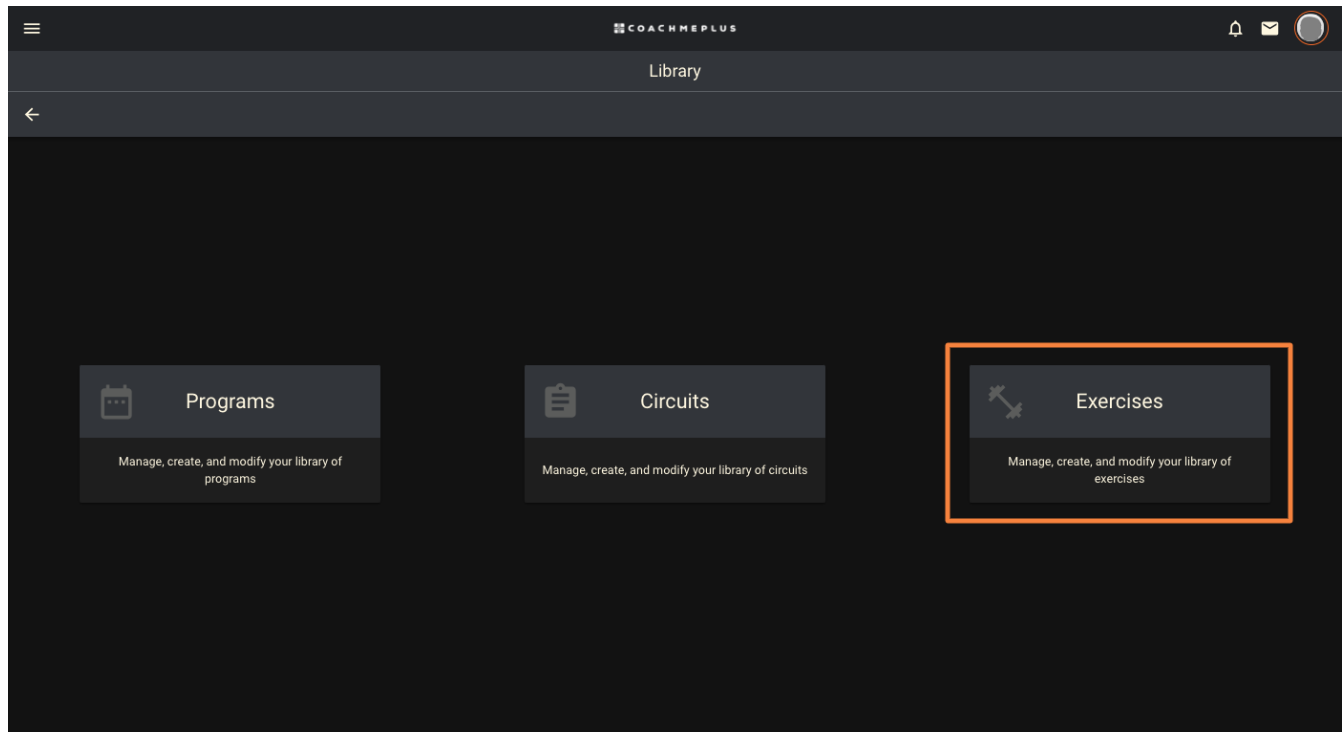 COACHMEPLUS
Library
Programs
Manage, create, and modify your library of
programs
Circuits
Manage, create, and modify your library of circuits
Exercises
Manage, create, and modify your library of
exercises